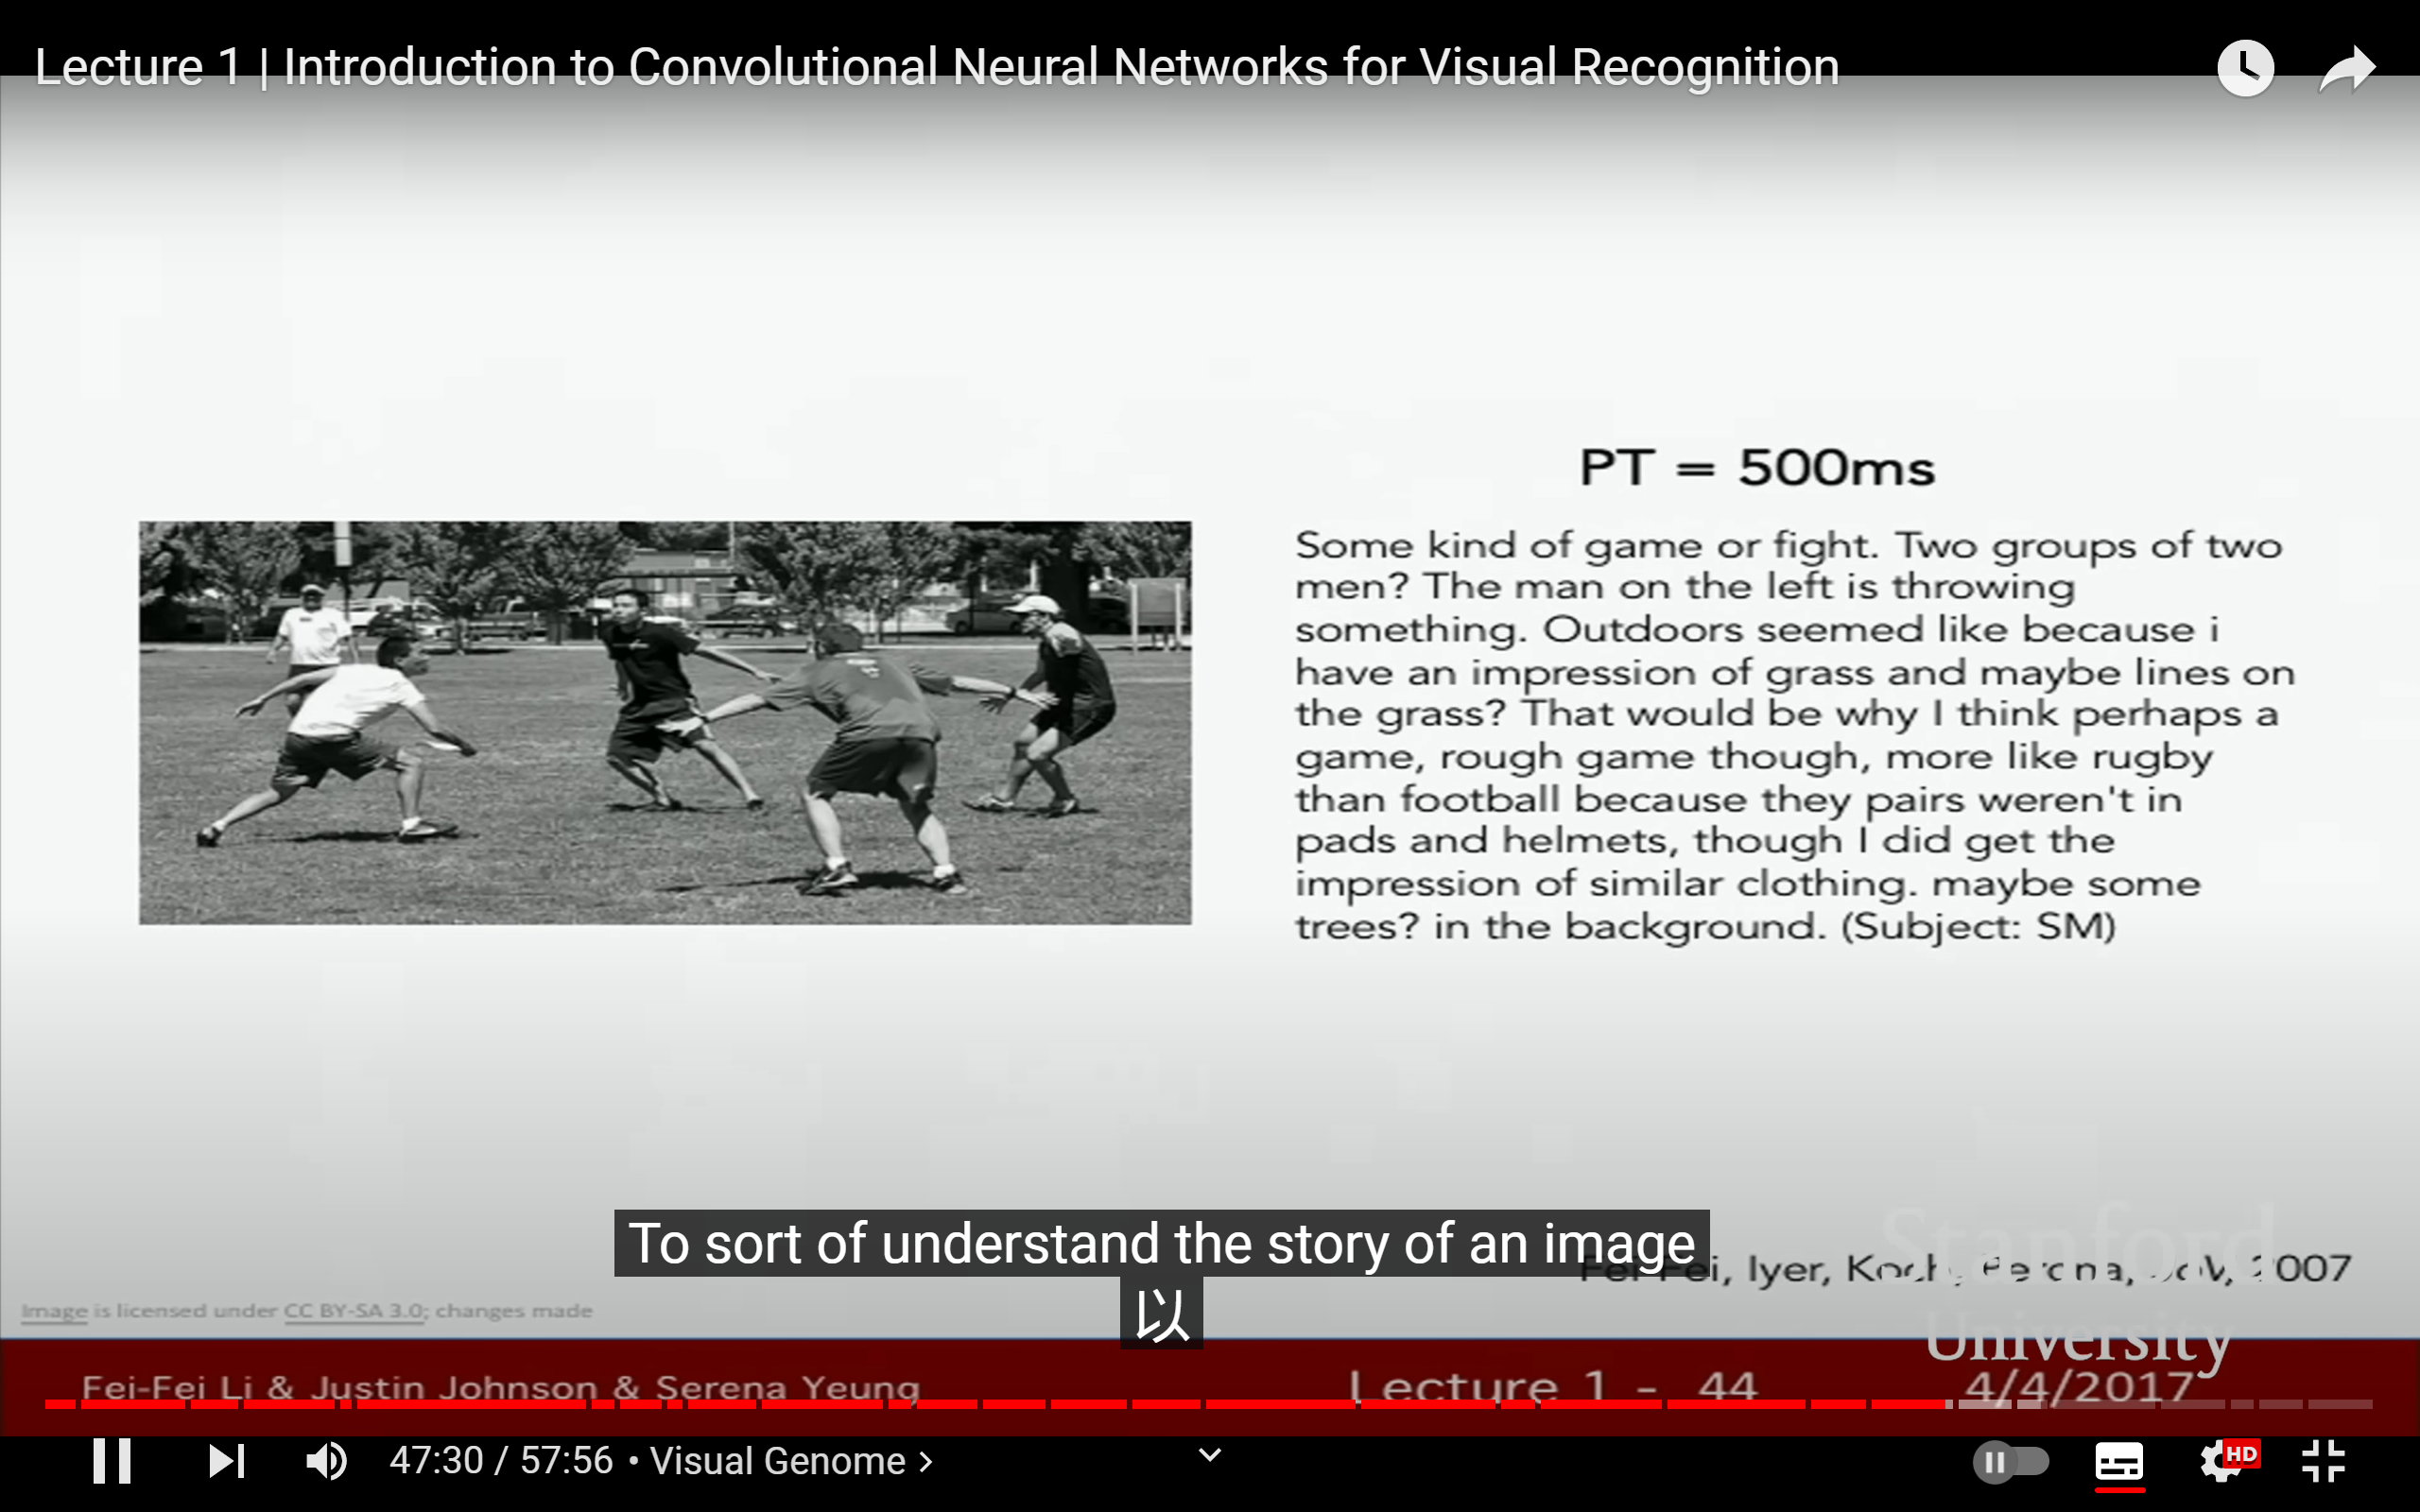 Lecture 1 | Introduction to Convolutional Neural Networks for Visual Recognition
PT = 500ms
Some kind of game or fight. Two groups of two
men? The man on the left is throwing
something. Outdoors seemed like because i
have an impression of grass and maybe lines on
the grass? That would be why I think perhaps a
game, rough game though, more like rugby
than football because they pairs weren't in
pads and helmets, though I did get the
impression of similar clothing. maybe some
trees? in the background. (Subject: SM)
To sort of understand the story of an image
以
Fei-Fei, Iyer, Koch, Perona, JoV, 2007
Image is licensed under CC BY-SA 3.0; changes made
Stanford
University
Fei-Fei Li & Justin Johnson & Serena Yeung
Lecture 1 - 44
4/4/2017
47:30 / 57:56 • Visual Genome >
HD